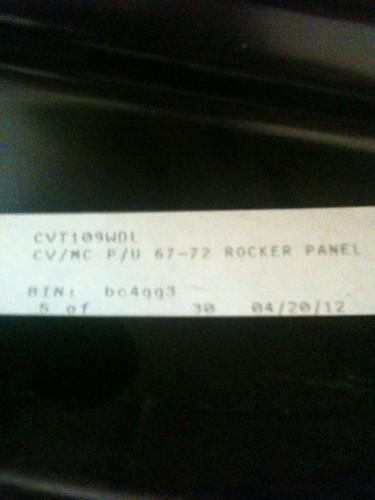 CVT109WDL
CV/MC P/U 67-72 ROCKER PANEL
BIN: bc4gg3
5 of 30 04/20/12